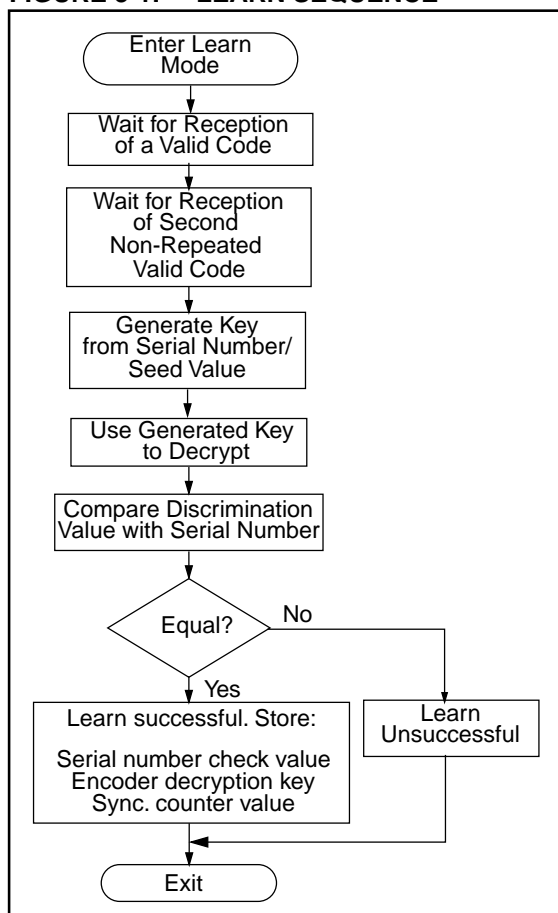 Enter Learn
Mode
Wait for Reception
of a Valid Code
Wait for Reception
of Second
Non-Repeated
Valid Code
Generate Key
from Serial Number/
Seed Value
Use Generated Key
to Decrypt
Compare Discrimination
Value with Serial Number
Equal?
No
Yes
Learn successful. Store:
Serial number check value
Encoder decryption key
Sync. counter value
Learn
Unsuccessful
Exit